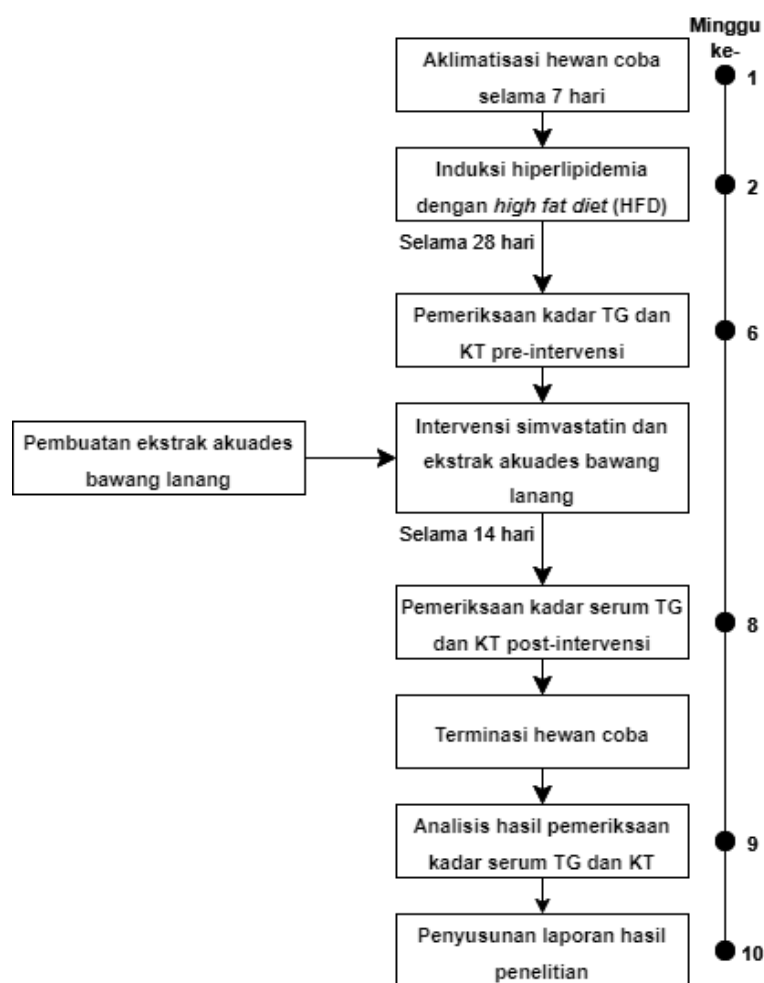 Minggu
ke-
Aklimatisasi hewan coba
selama 7 hari
1
Induksi hiperlipidemia
dengan high fat diet (HFD)
2
Selama 28 hari
Pemeriksaan kadar TG dan
KT pre-intervensi
6
Pembuatan ekstrak akuades
bawang lanang
Intervensi simvastatin dan
ekstrak akuades bawang
lanang
Selama 14 hari
Pemeriksaan kadar serum TG
dan KT post-intervensi
8
Terminasi hewan coba
Analisis hasil pemeriksaan
kadar serum TG dan KT
9
Penyusunan laporan hasil
penelitian
10